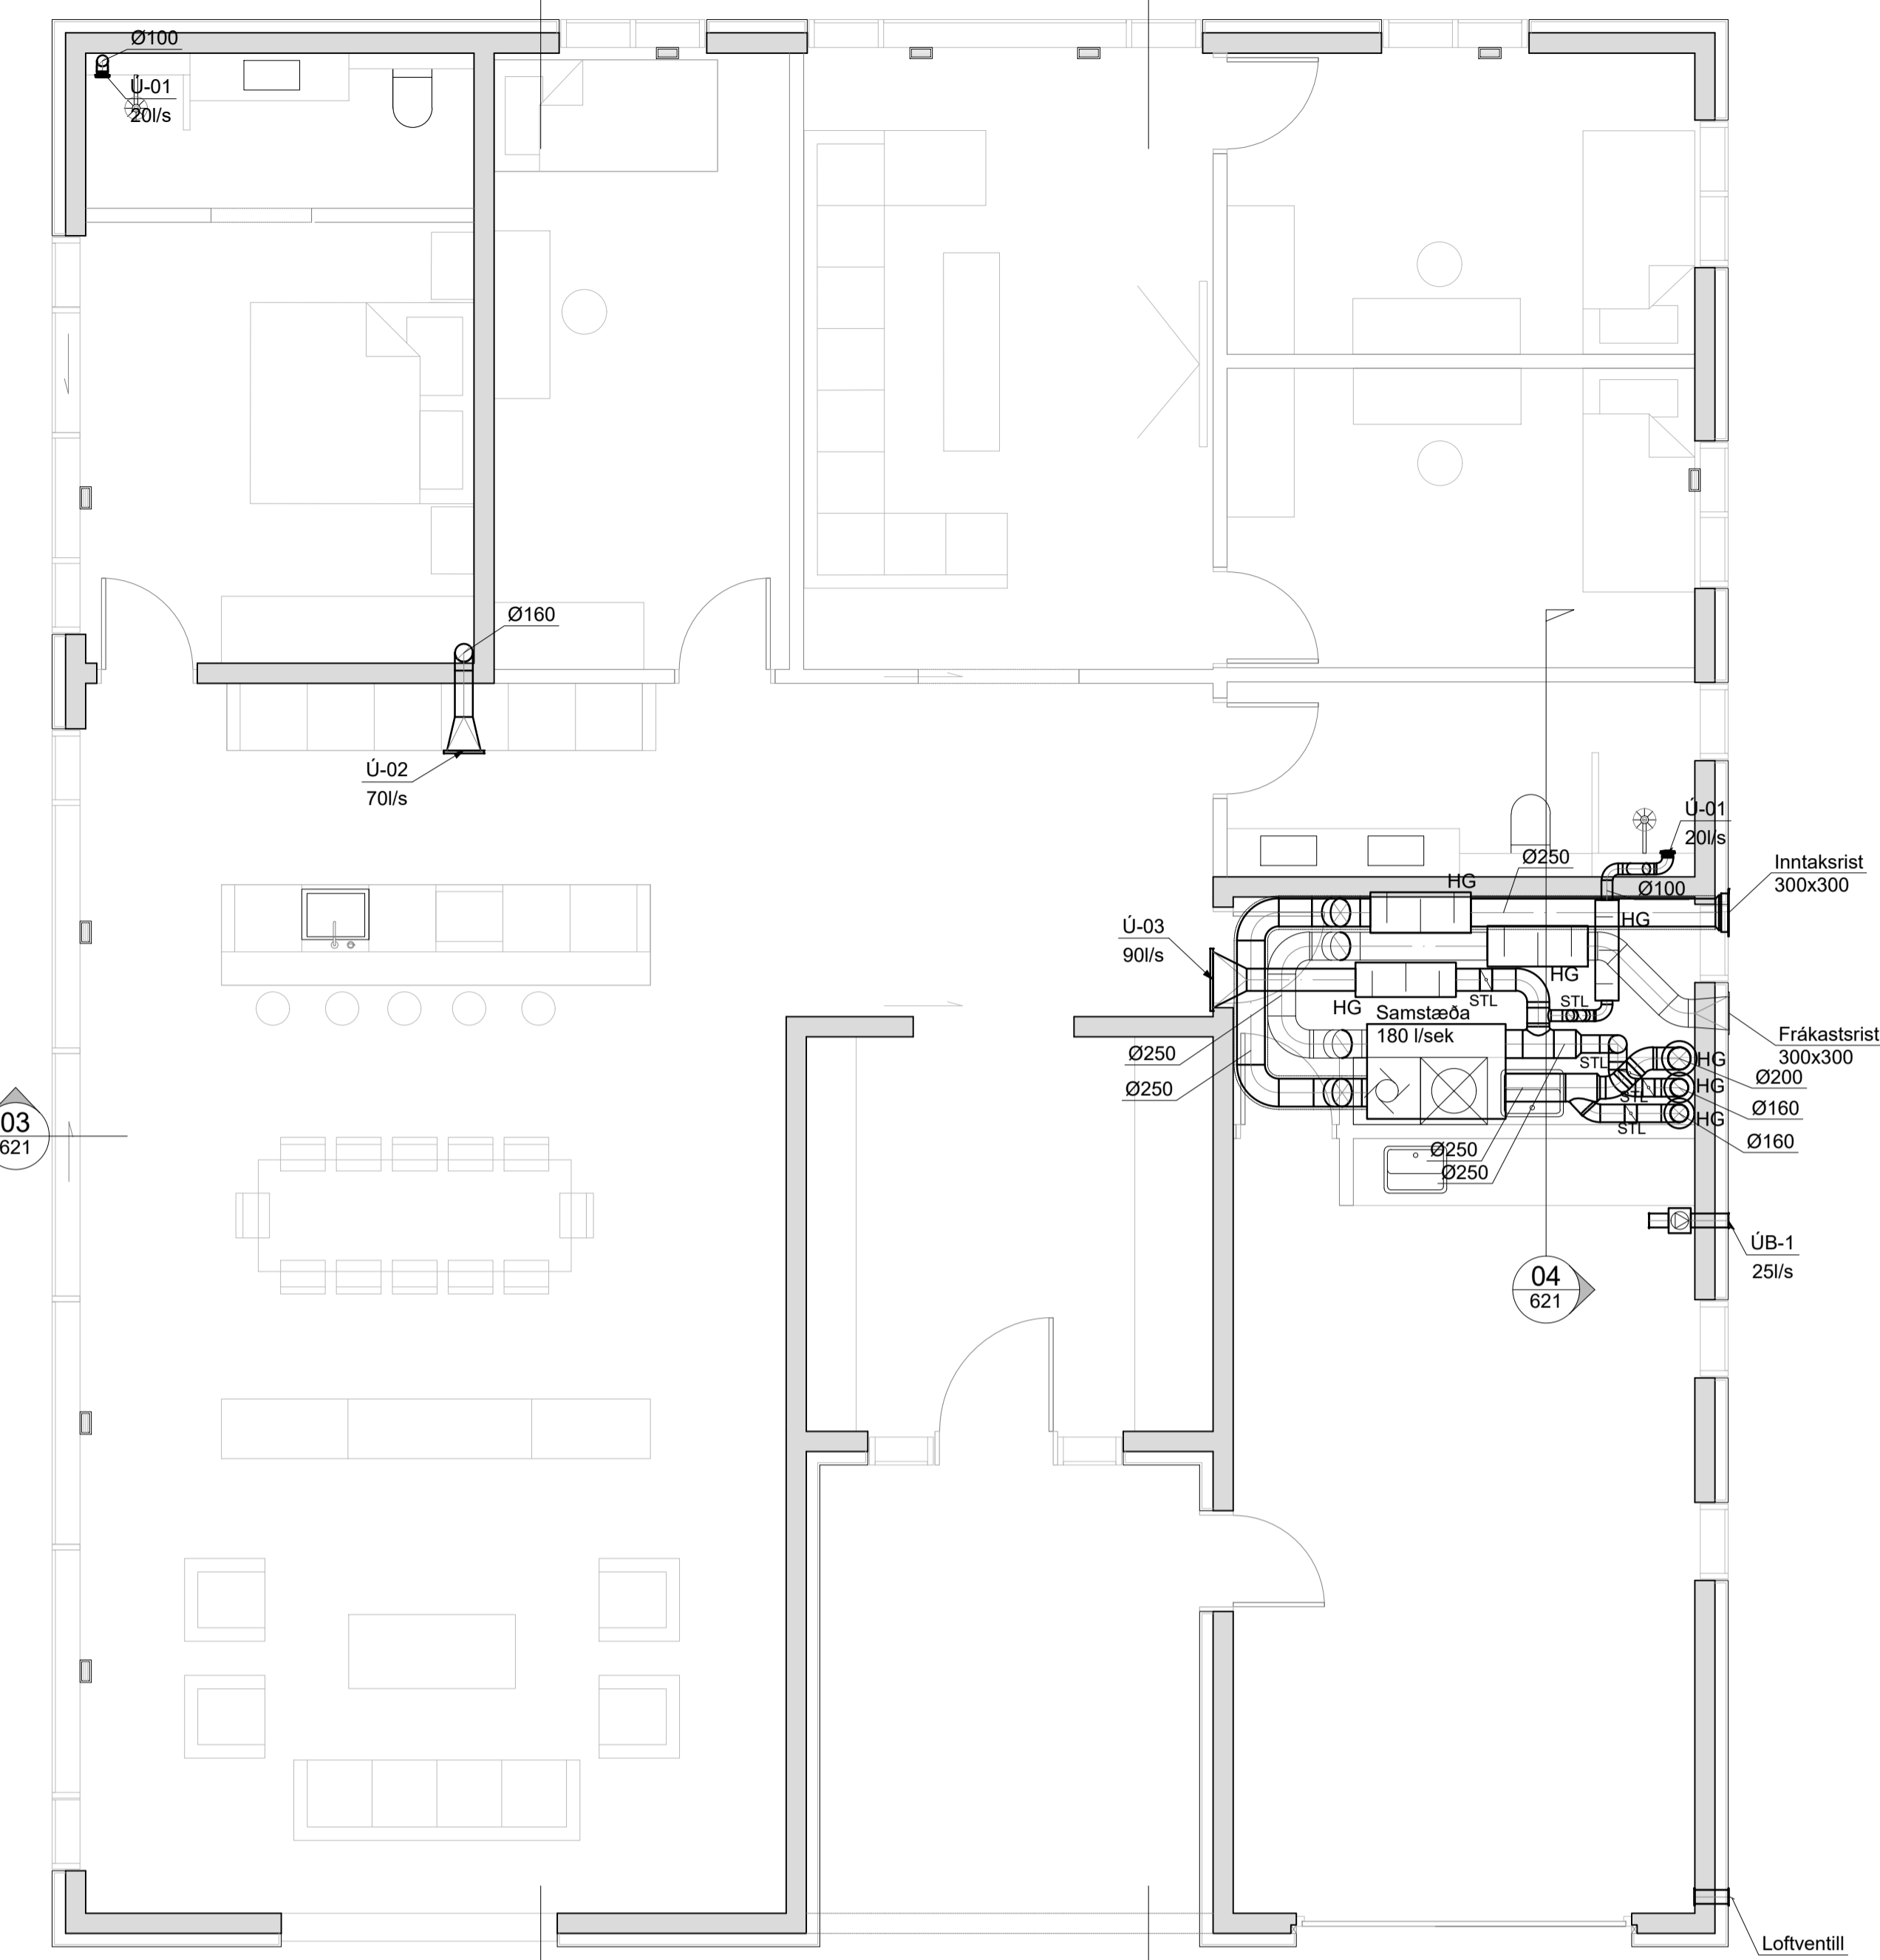 Ø100
Ú-01
20l/s
Ø160
Ú-02
70l/s
Ú-01
20l/s
Ø250
Inntaksrist
300x300
HG
Ø100
HG
Ú-03
90l/s
HG
HG
STL
STL
Samstæða
180 l/sek
Frákastsrist
300x300
Ø250
STL
HG
Ø200
Ø250
HG
STL
Ø160
HG
STL
Ø160
03
621
Ø250
Ø250
ÚB-1
25l/s
04
621
Loftventill